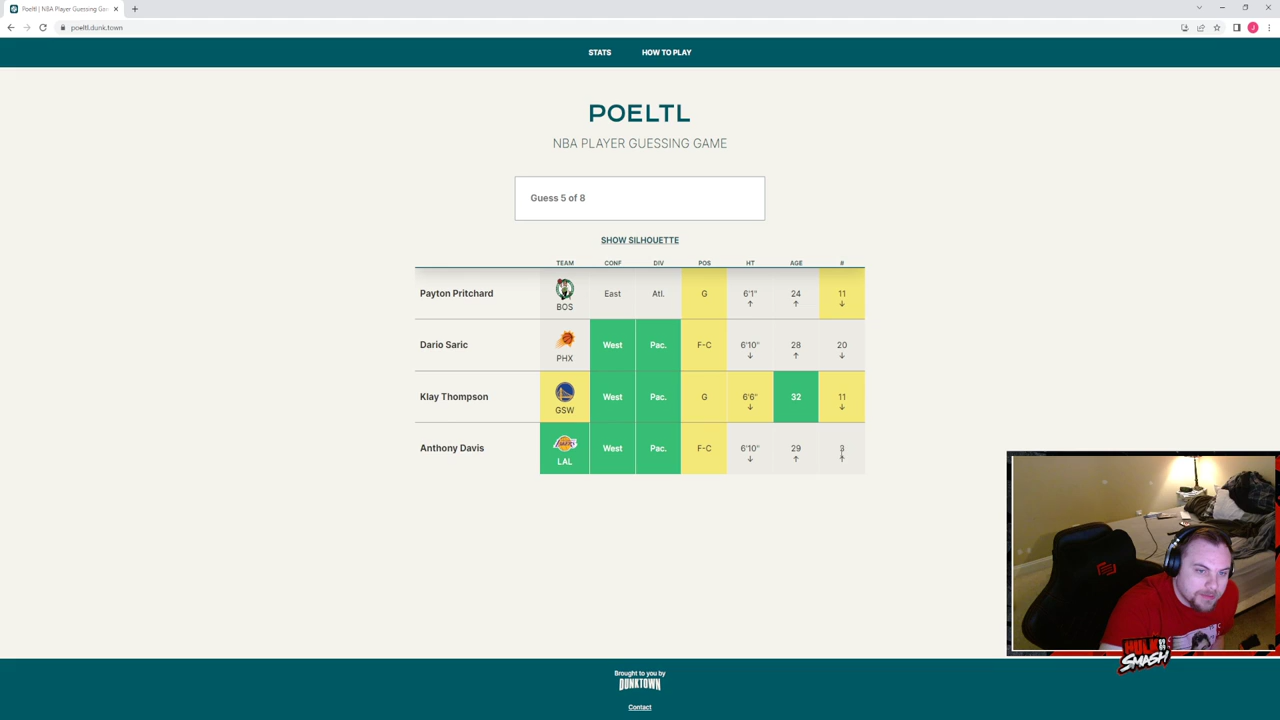 Poeltl | NBA Player Guessing Ga
poeltl.dunk.town
J
STATS HOW TO PLAY
POELTL
NBA PLAYER GUESSING GAME
Guess 5 of 8
SHOW SILHOUETTE
TEAM CONF DIV POS HT AGE #
Payton Pritchard BOS East Atl. G 6'1" ↑ 24 ↑ 11 ↓
Dario Saric PHX West Pac. F-C 6'10" ↓ 28 ↑ 20 ↓
Klay Thompson GSW West Pac. G 6'6" ↓ 32 11 ↓
Anthony Davis LAL West Pac. F-C 6'10" ↓ 29 ↑ 3 ↑
HULK
SMASH
Brought to you by
DUNKTOWN
Contact